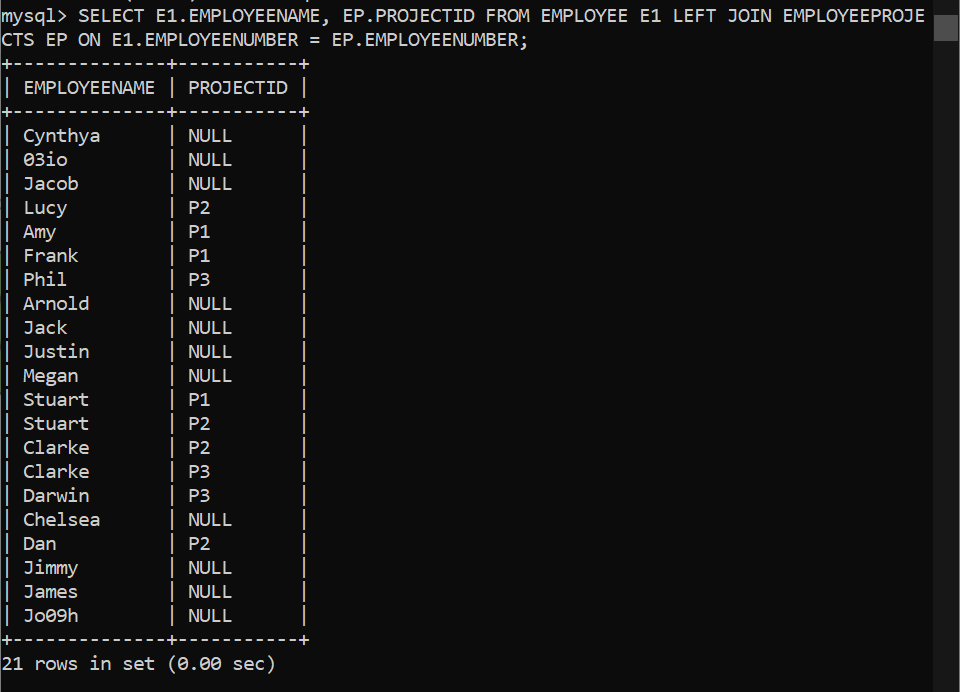 mysql> SELECT E1.EMPLOYEENAME, EP.PROJECTID FROM EMPLOYEE E1 LEFT JOIN EMPLOYEEPROJE
CTS EP ON E1.EMPLOYEENUMBER = EP.EMPLOYEENUMBER;
+--------------+-----------+
| EMPLOYEENAME | PROJECTID |
+--------------+-----------+
| Cynthya      | NULL      |
| 03io         | NULL      |
| Jacob        | NULL      |
| Lucy         | P2        |
| Amy          | P1        |
| Frank        | P1        |
| Phil         | P3        |
| Arnold       | NULL      |
| Jack         | NULL      |
| Justin       | NULL      |
| Megan        | NULL      |
| Stuart       | P1        |
| Stuart       | P2        |
| Clarke       | P2        |
| Clarke       | P3        |
| Darwin       | P3        |
| Chelsea      | NULL      |
| Dan          | P2        |
| Jimmy        | NULL      |
| James        | NULL      |
| Jo09h        | NULL      |
+--------------+-----------+
21 rows in set (0.00 sec)